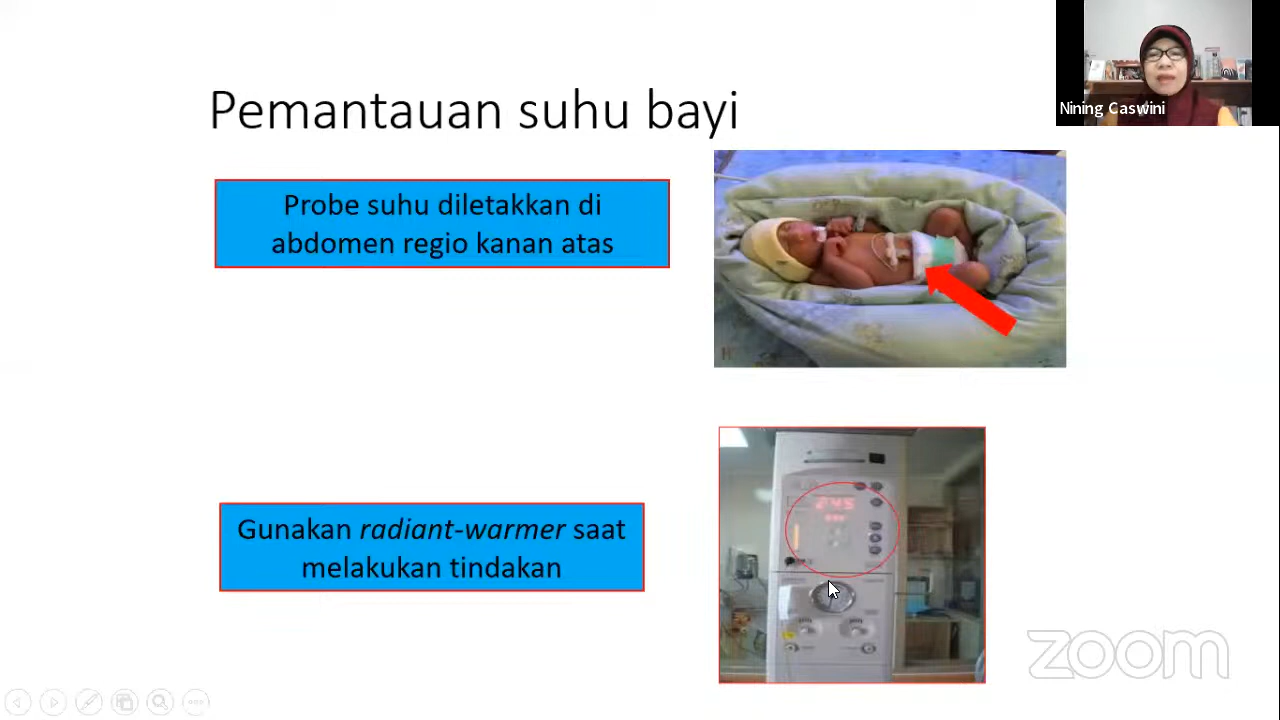 Nining Caswini
Pemantauan suhu bayi
Probe suhu diletakkan di
abdomen regio kanan atas
Gunakan radiant-warmer saat
melakukan tindakan
zoom